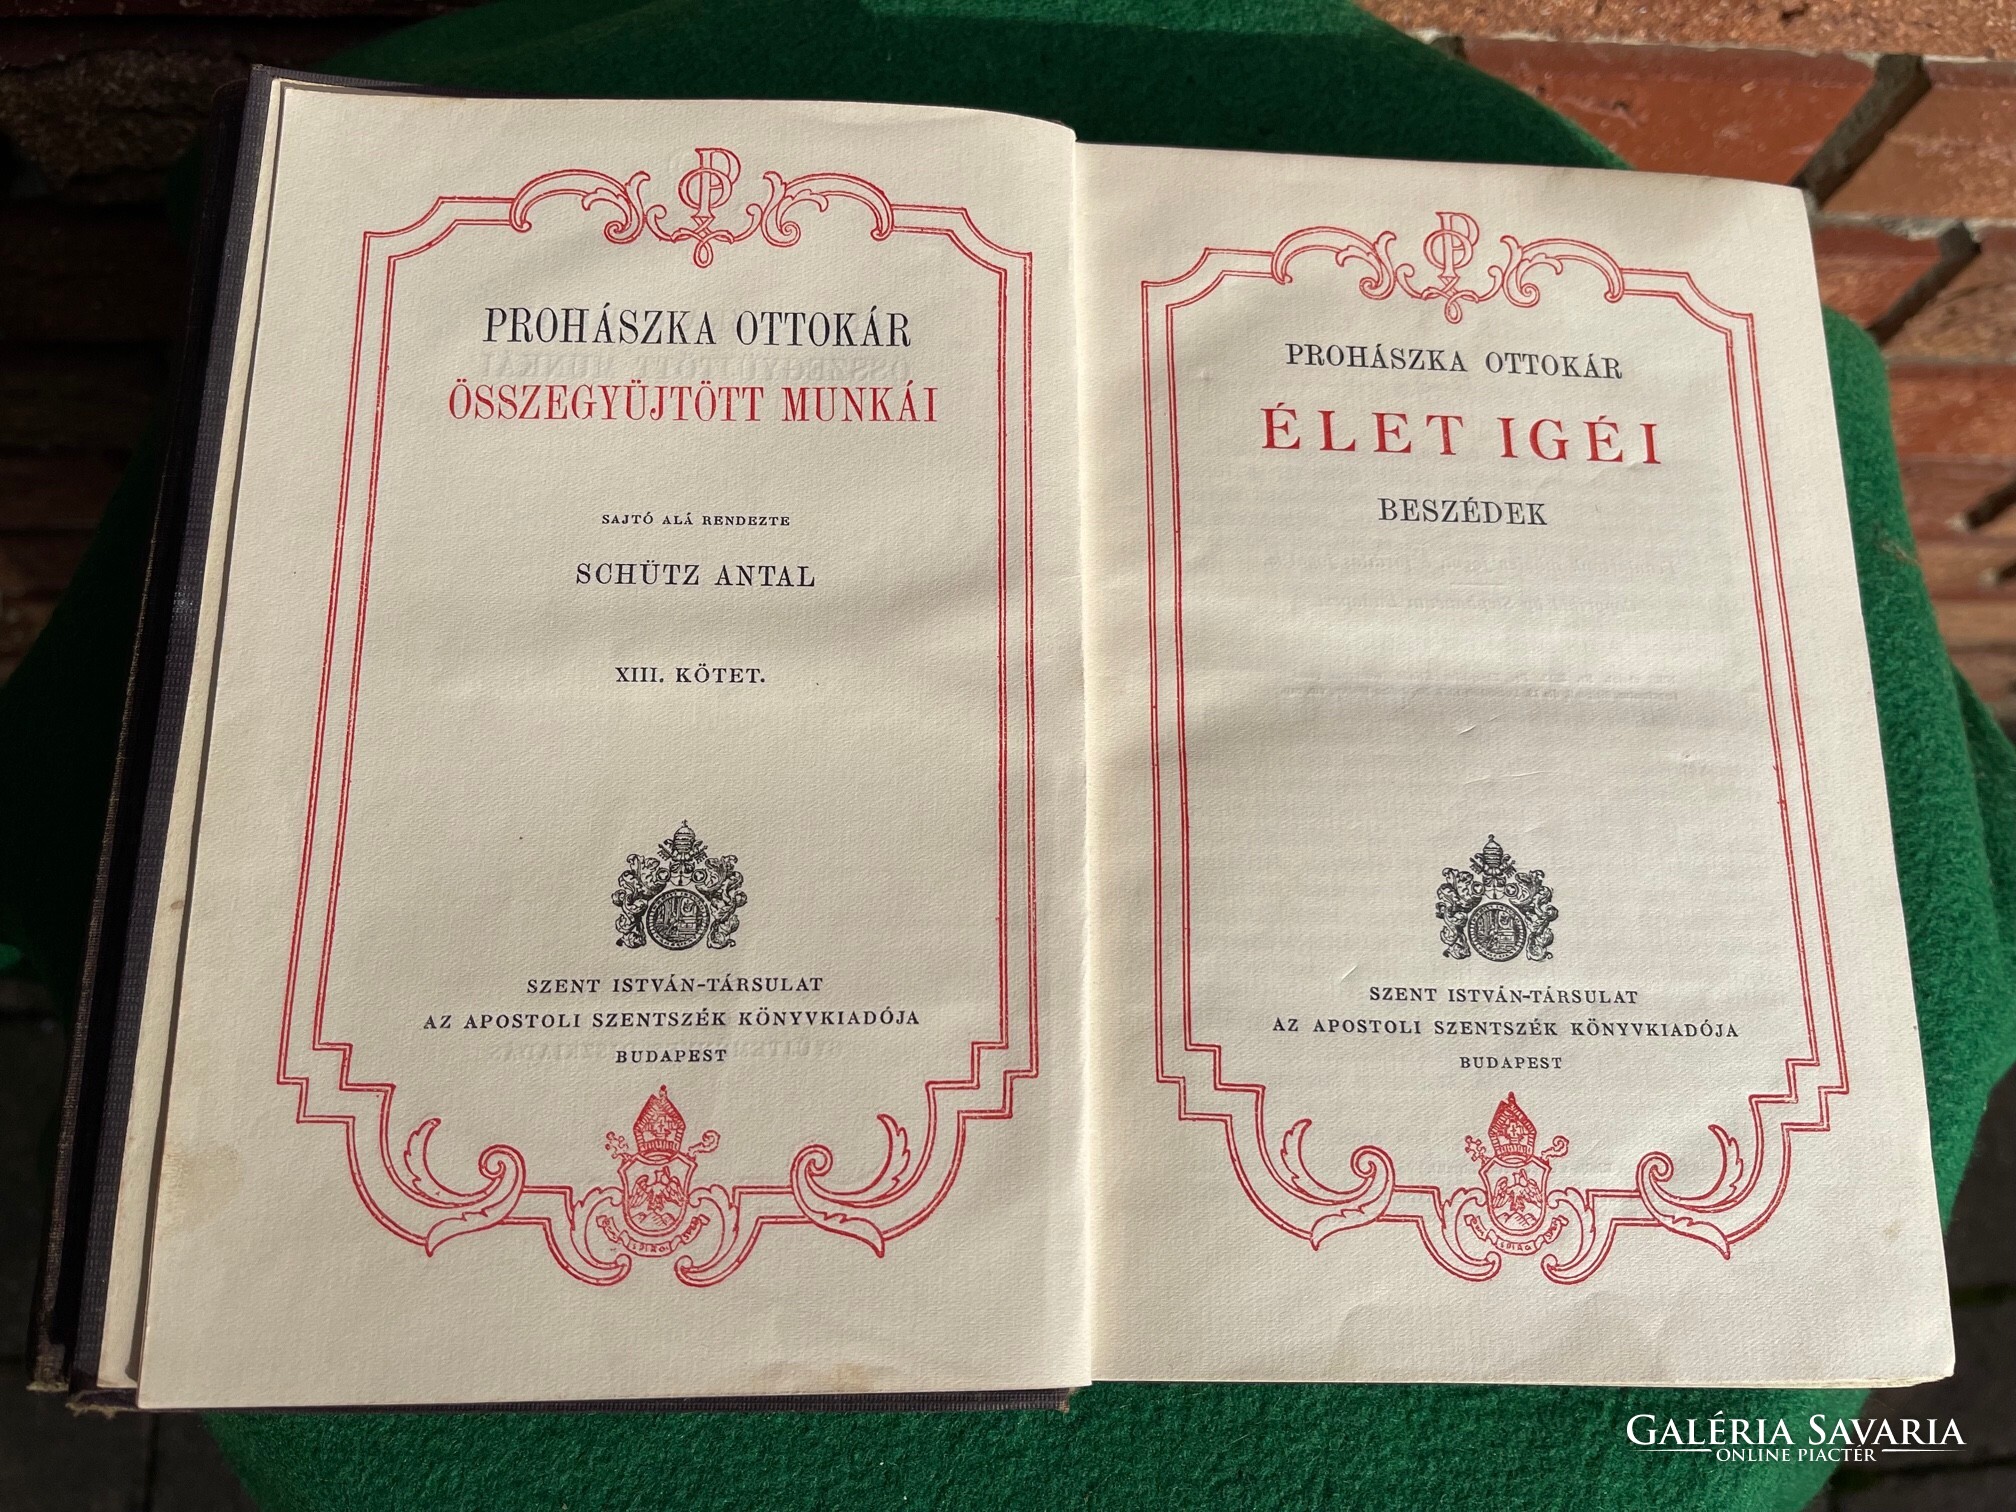 PROHÁSZKA OTTOKÁR
ÖSSZEGYÜJTÖTT MUNKÁI
SAJTÓ ALÁ RENDEZTE
SCHÜTZ ANTAL
XIII. KÖTET.
SZENT ISTVÁN-TÁRSULAT
AZ APOSTOLI SZENTSZÉK KÖNYVKIADÓJA
BUDAPEST
PROHÁSZKA OTTOKÁR
ÉLET IGÉI
BESZÉDEK
SZENT ISTVÁN-TÁRSULAT
AZ APOSTOLI SZENTSZÉK KÖNYVKIADÓJA
BUDAPEST
GALÉRIA SAVARIA
ONLINE PIACTÉR